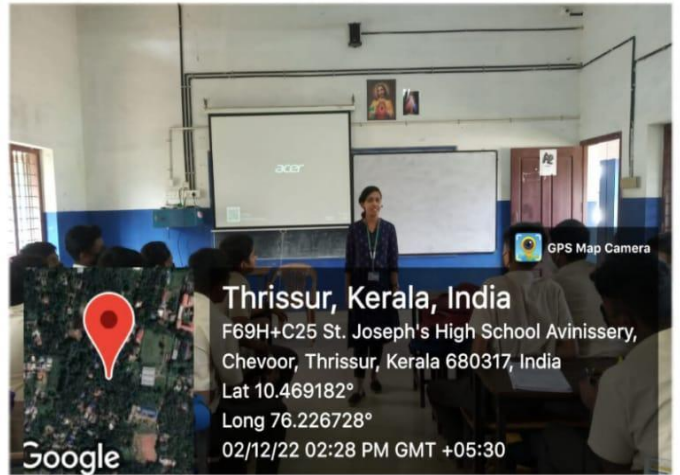 acer
GPS Map Camera
Thrissur, Kerala, India
F69H+C25 St. Joseph's High School Avinissery,
Chevoor, Thrissur, Kerala 680317, India
Lat 10.469182°
Long 76.226728°
02/12/22 02:28 PM GMT +05:30
Google